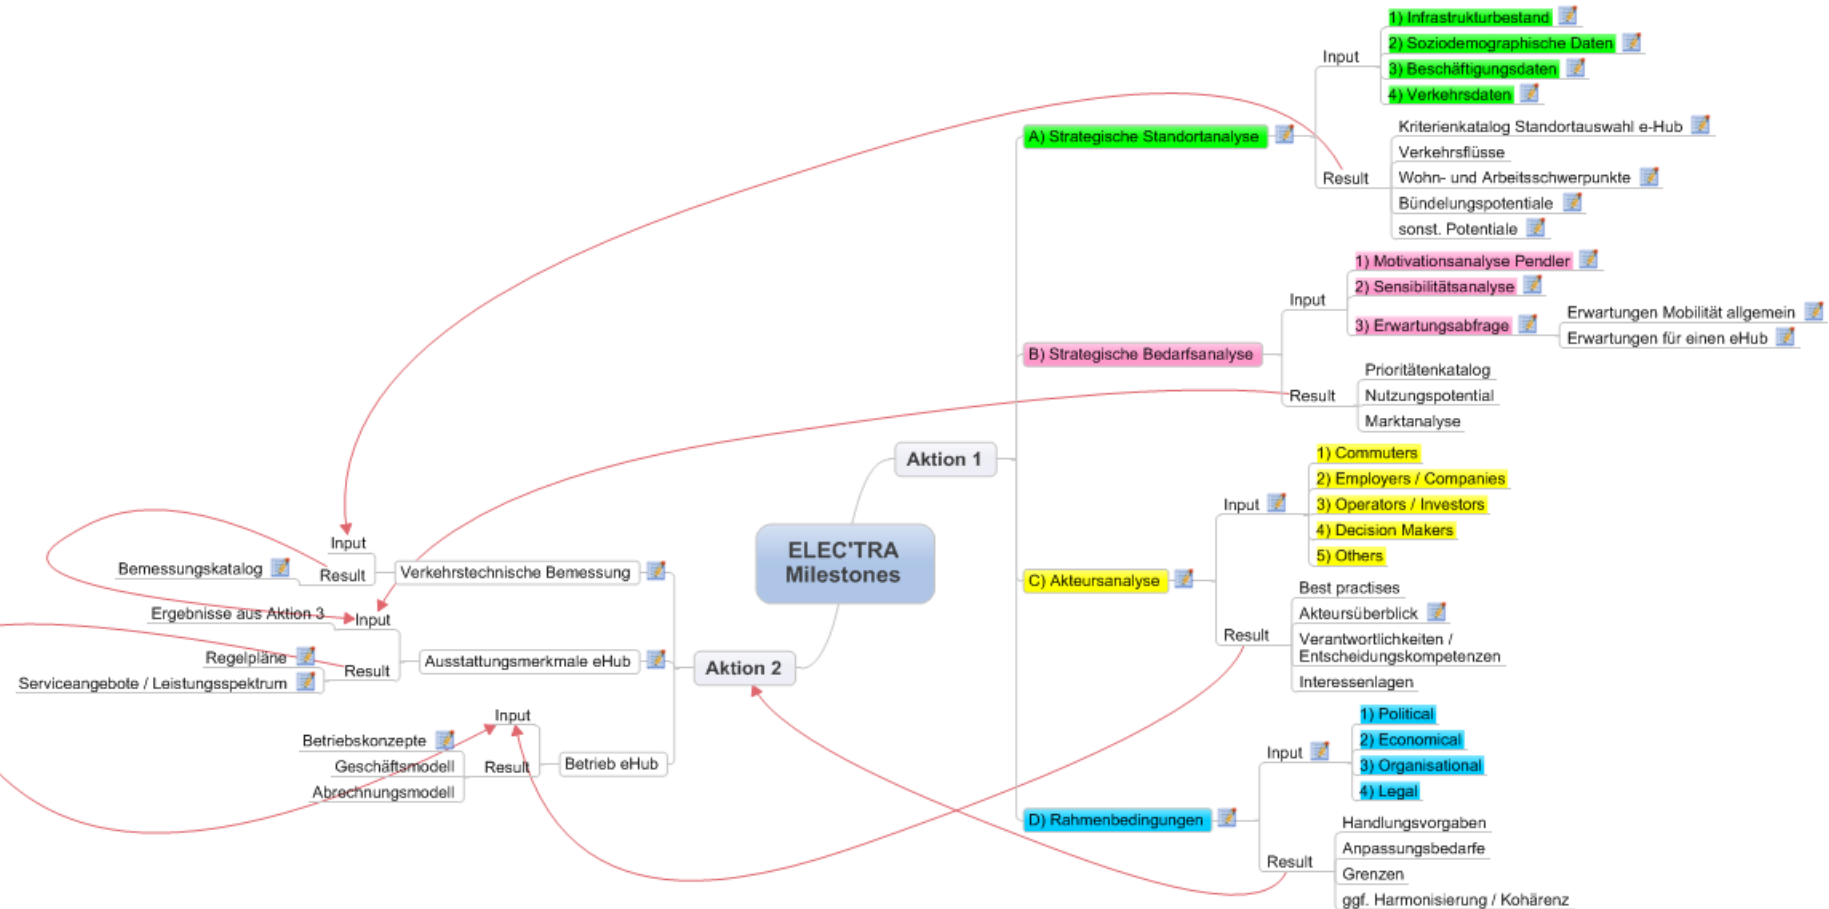 ELEC'TRA
Milestones
Aktion 1
A) Strategische Standortanalyse
Input
1) Infrastrukturbestand
2) Soziodemographische Daten
3) Beschäftigungsdaten
4) Verkehrsdaten
Result
Kriterienkatalog Standortauswahl e-Hub
Verkehrsflüsse
Wohn- und Arbeitsschwerpunkte
Bündelungspotentiale
sonst. Potentiale
B) Strategische Bedarfsanalyse
Input
1) Motivationsanalyse Pendler
2) Sensibilitätsanalyse
3) Erwartungsabfrage
Erwartungen Mobilität allgemein
Erwartungen für einen eHub
Result
Prioritätenkatalog
Nutzungspotential
Marktanalyse
C) Akteursanalyse
Input
1) Commuters
2) Employers / Companies
3) Operators / Investors
4) Decision Makers
5) Others
Result
Best practises
Akteursüberblick
Verantwortlichkeiten /
Entscheidungskompetenzen
Interessenlagen
D) Rahmenbedingungen
Input
1) Political
2) Economical
3) Organisational
4) Legal
Result
Handlungsvorgaben
Anpassungsbedarfe
Grenzen
ggf. Harmonisierung / Kohärenz
Aktion 2
Verkehrstechnische Bemessung
Input
Result
Bemessungskatalog
Ausstattungsmerkmale eHub
Input
Ergebnisse aus Aktion 3
Result
Regelpläne
Serviceangebote / Leistungsspektrum
Betrieb eHub
Input
Result
Betriebskonzepte
Geschäftsmodell
Abrechnungsmodell